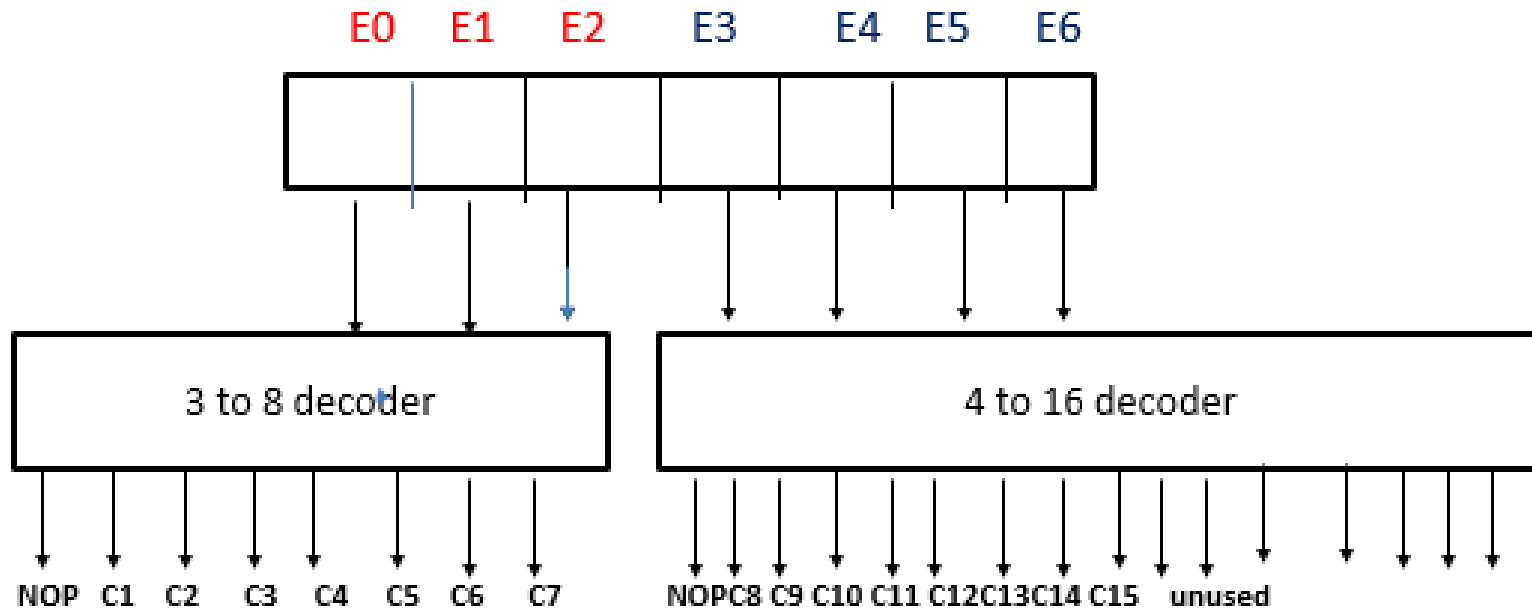 E0 E1 E2 E3 E4 E5 E6
3 to 8 decoder 4 to 16 decoder
NOP C1 C2 C3 C4 C5 C6 C7 NOPC8 C9 C10 C11 C12C13C14 C15 unused